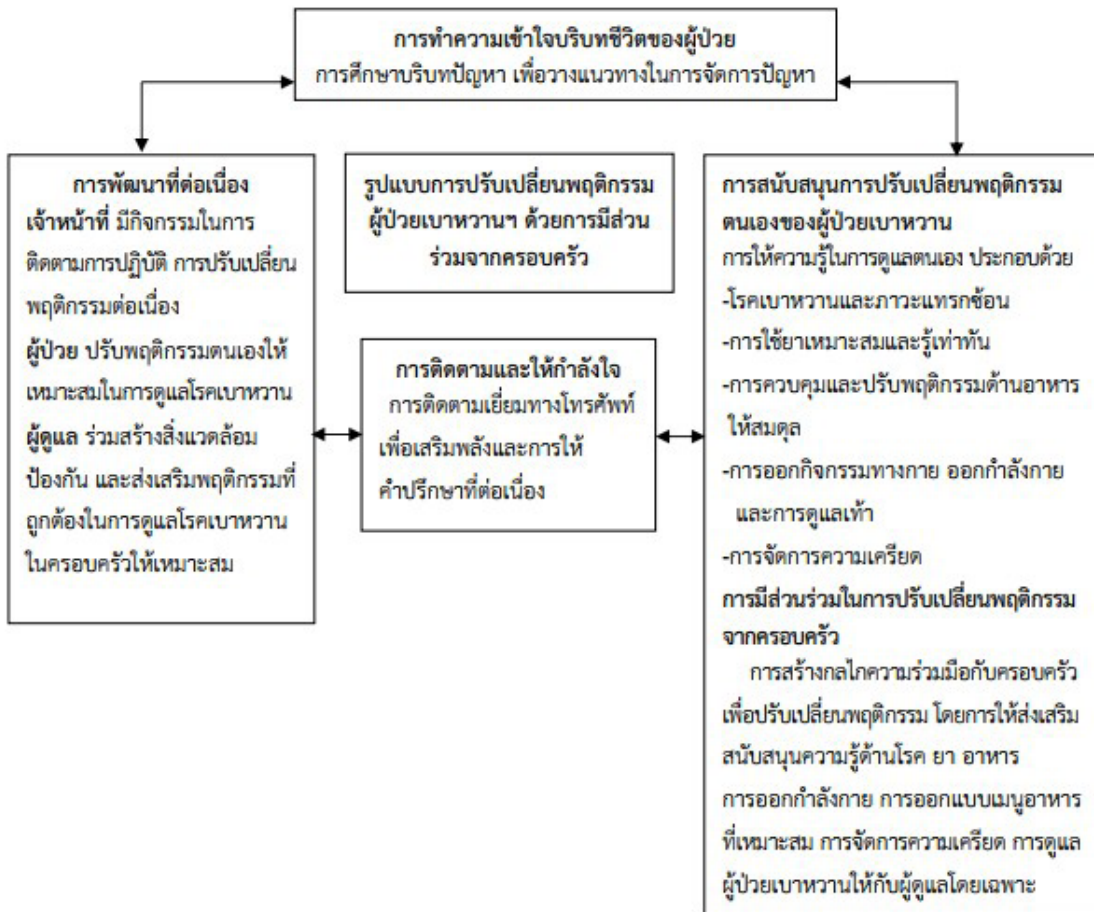 การทำความเข้าใจบริบทชีวิตของผู้ป่วย
การศึกษาบริบทปัญหา เพื่อวางแนวทางในการจัดการปัญหา
การพัฒนาที่ต่อเนื่อง
เจ้าหน้าที่ มีกิจกรรมในการ
ติดตามการปฏิบัติ การปรับเปลี่ยน
พฤติกรรมต่อเนื่อง
ผู้ป่วย ปรับพฤติกรรมตนเองให้
เหมาะสมในการดูแลโรคเบาหวาน
ผู้ดูแล ร่วมสร้างสิ่งแวดล้อม
ป้องกัน และส่งเสริมพฤติกรรมที่
ถูกต้องในการดูแลโรคเบาหวาน
ในครอบครัวให้เหมาะสม
รูปแบบการปรับเปลี่ยนพฤติกรรม
ผู้ป่วยเบาหวานฯ ด้วยการมีส่วน
ร่วมจากครอบครัว
การติดตามและให้กำลังใจ
การติดตามเยี่ยมทางโทรศัพท์
เพื่อเสริมพลังและการให้
คำปรึกษาที่ต่อเนื่อง
การสนับสนุนการปรับเปลี่ยนพฤติกรรม
ตนเองของผู้ป่วยเบาหวาน
การให้ความรู้ในการดูแลตนเอง ประกอบด้วย
-โรคเบาหวานและภาวะแทรกซ้อน
-การใช้ยาเหมาะสมและรู้เท่าทัน
-การควบคุมและปรับพฤติกรรมด้านอาหาร
ให้สมดุล
-การออกกิจกรรมทางกาย ออกกำลังกาย
และการดูแลเท้า
-การจัดการความเครียด
การมีส่วนร่วมในการปรับเปลี่ยนพฤติกรรม
จากครอบครัว
การสร้างกลไกความร่วมมือกับครอบครัว
เพื่อปรับเปลี่ยนพฤติกรรม โดยการให้ส่งเสริม
สนับสนุนความรู้ด้านโรค ยา อาหาร
การออกกำลังกาย การออกแบบเมนูอาหาร
ที่เหมาะสม การจัดการความเครียด การดูแล
ผู้ป่วยเบาหวานให้กับผู้ดูแลโดยเฉพาะ